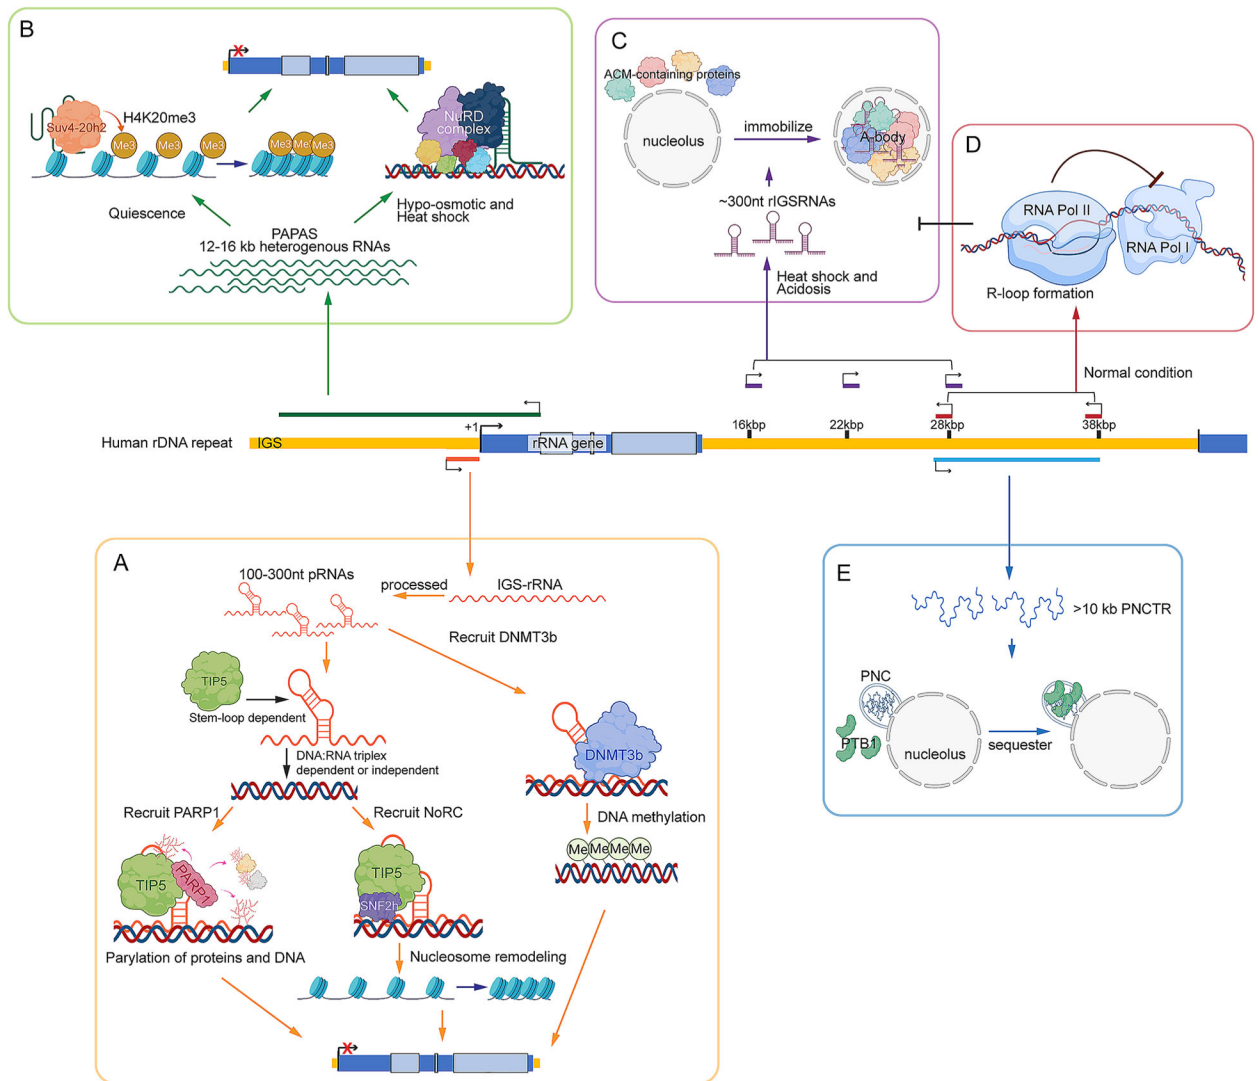 B
Suv4-20h2
H4K20me3
Me3
Me3
Me3
Me3
Me3
Me3
NuRD
complex
Quiescence
Hypo-osmotic and
Heat shock
PAPAS
12-16 kb heterogenous RNAs
C
ACM-containing proteins
nucleolus
immobilize
A-body
~300nt rIGSRNAs
Heat shock and
Acidosis
D
RNA Pol II
RNA Pol I
R-loop formation
Normal condition
Human rDNA repeat
IGS
+1
rRNA gene
16kbp
22kbp
28kbp
38kbp
A
100-300nt pRNAs
processed
IGS-rRNA
Recruit DNMT3b
TIP5
Stem-loop dependent
DNA:RNA triplex
dependent or independent
DNMT3b
Recruit PARP1
Recruit NoRC
DNA methylation
Me Me Me Me
TIP5
PARP1
TIP5
SNF2h
Parylation of proteins and DNA
Nucleosome remodeling
E
>10 kb PNCTR
PNC
PTB1
nucleolus
sequester